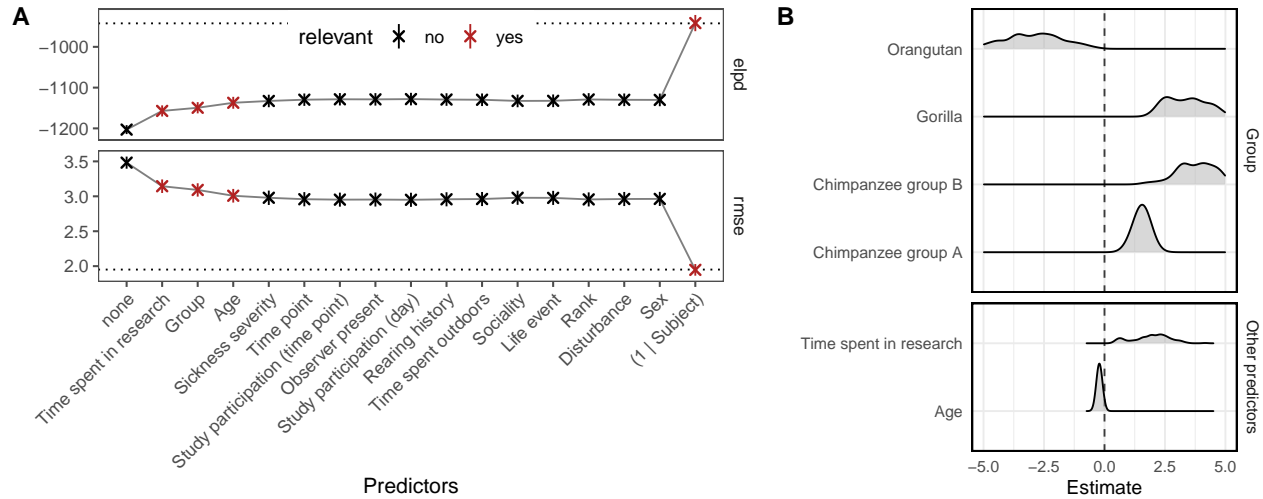 A
relevant no yes
−1000
−1100
−1200
elpd
3.5
3.0
2.5
2.0
rmse
none
Time spent in research
Group
Age
Sickness severity
Time point
Study participation (time point)
Observer present
Study participation (day)
Rearing history
Time spent outdoors
Sociality
Life event
Rank
Disturbance
Sex
(1 | Subject)
Predictors
B
Orangutan
Gorilla
Chimpanzee group B
Chimpanzee group A
Group
Time spent in research
Age
Other predictors
−5.0 −2.5 0.0 2.5 5.0
Estimate